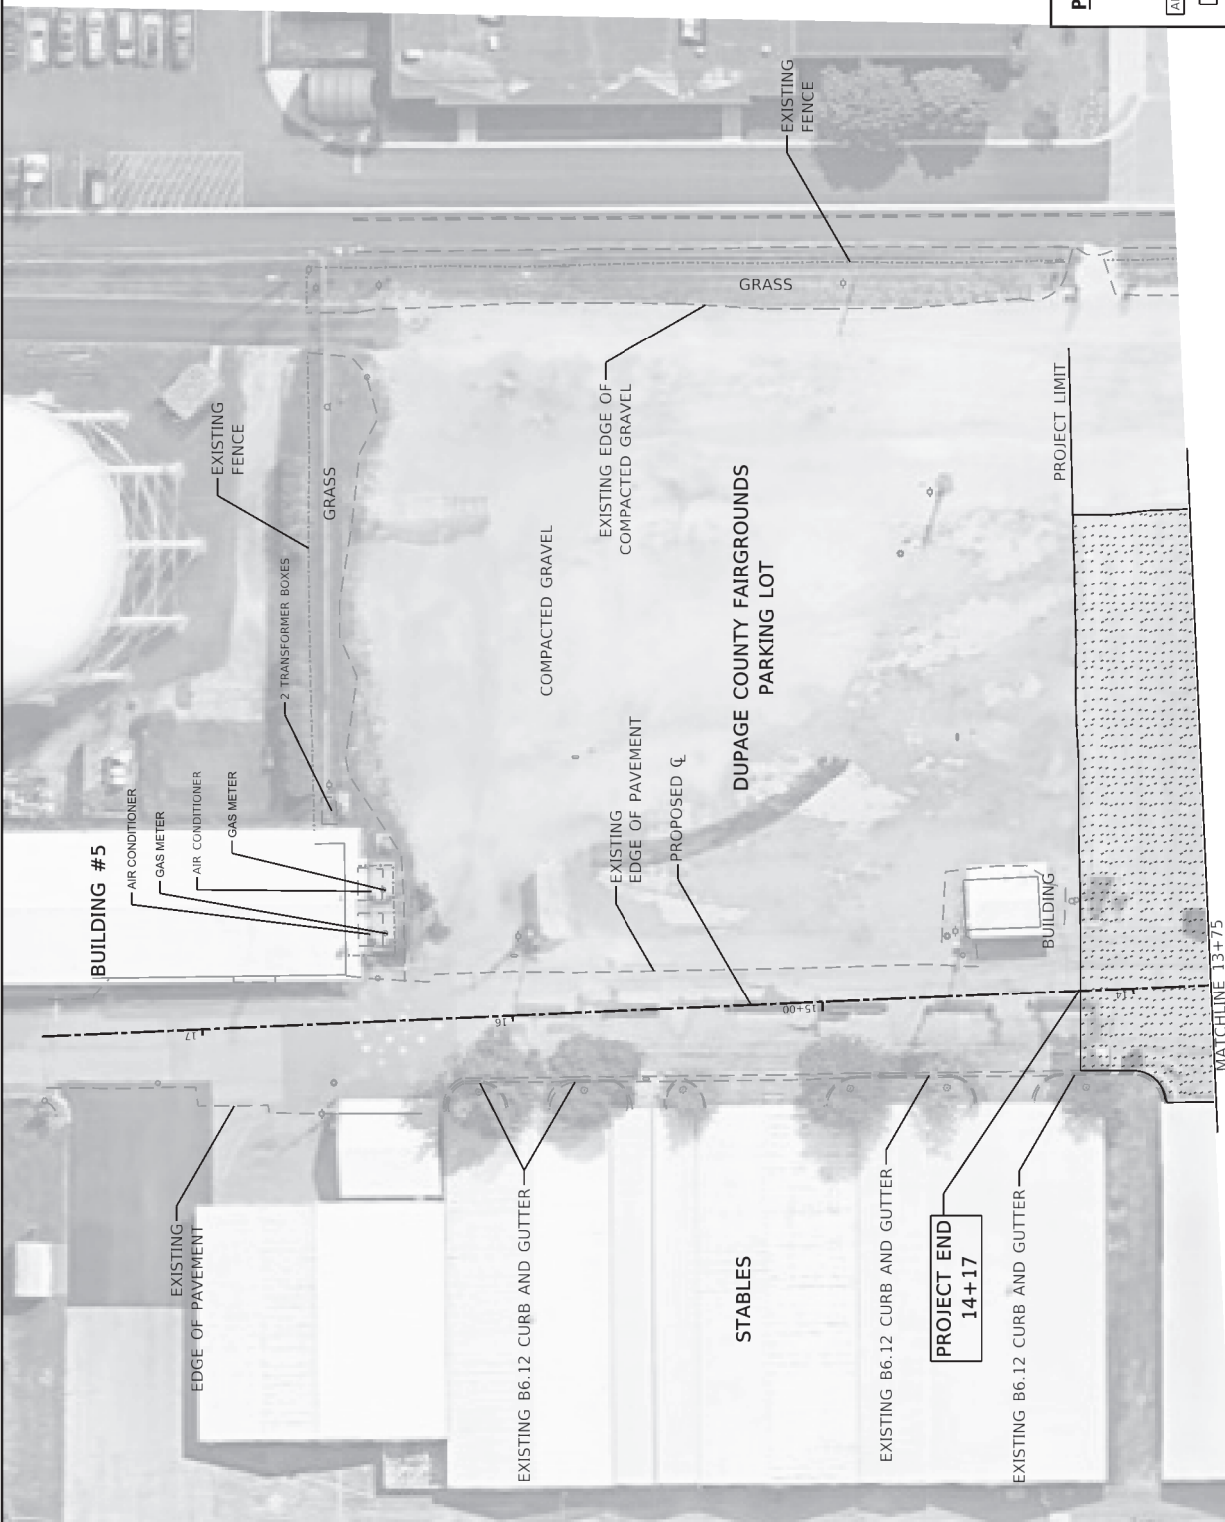 EXISTING
FENCE
GRASS
EXISTING EDGE OF
COMPACTED GRAVEL
PROJECT LIMIT
EXISTING
FENCE
GRASS
2 TRANSFORMER BOXES
COMPACTED GRAVEL
DUPAGE COUNTY FAIRGROUNDS
PARKING LOT
BUILDING #5
AIR CONDITIONER
GAS METER
AIR CONDITIONER
GAS METER
EXISTING
EDGE OF PAVEMENT
PROPOSED ℄
BUILDING
MATCHLINE 13+75
17
16
15+00
14
EXISTING
EDGE OF PAVEMENT
EXISTING B6.12 CURB AND GUTTER
STABLES
EXISTING B6.12 CURB AND GUTTER
PROJECT END
14+17
EXISTING B6.12 CURB AND GUTTER